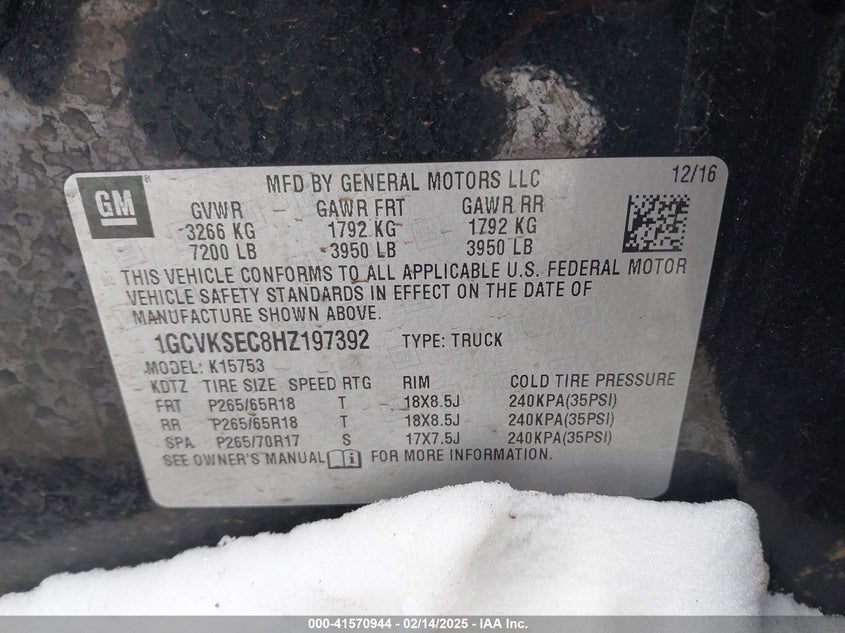 GM®
MFD BY GENERAL MOTORS LLC 12/16
GVWR GAWR FRT GAWR RR
3266 KG 1792 KG 1792 KG
7200 LB 3950 LB 3950 LB
THIS VEHICLE CONFORMS TO ALL APPLICABLE U.S. FEDERAL MOTOR
VEHICLE SAFETY STANDARDS IN EFFECT ON THE DATE OF
MANUFACTURE SHOWN ABOVE.
1GCVKSEC8HZ197392 TYPE: TRUCK
MODEL: K15753
KDTZ TIRE SIZE SPEED RTG RIM COLD TIRE PRESSURE
FRT P265/65R18 T 18X8.5J 240KPA(35PSI)
RR P265/65R18 T 18X8.5J 240KPA(35PSI)
SPA P265/70R17 S 17X7.5J 240KPA(35PSI)
SEE OWNER'S MANUAL i FOR MORE INFORMATION.
000-41570944 - 02/14/2025 - IAA Inc.